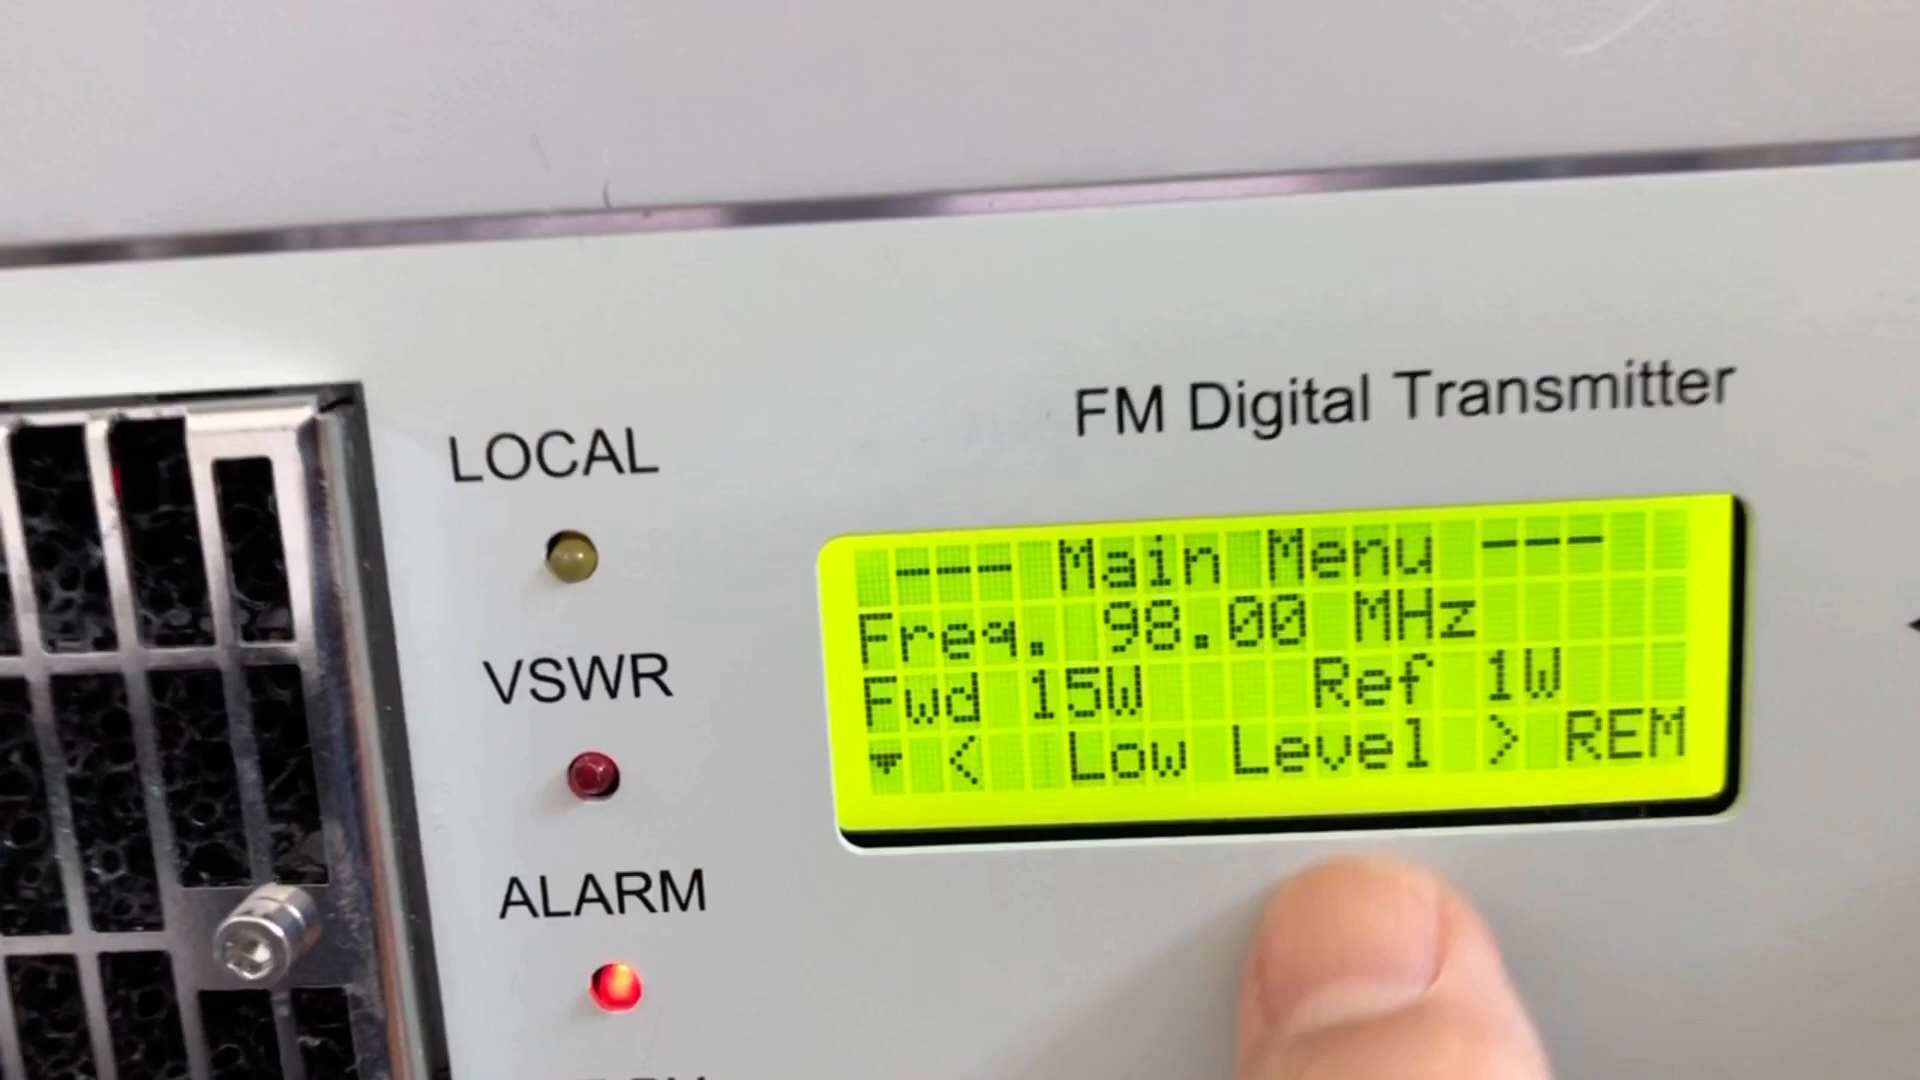 FM Digital Transmitter
LOCAL
VSWR
ALARM
--- Main Menu ---
Freq. 98.00 MHz
Fwd 15W Ref 1W
▼ < Low Level > REM